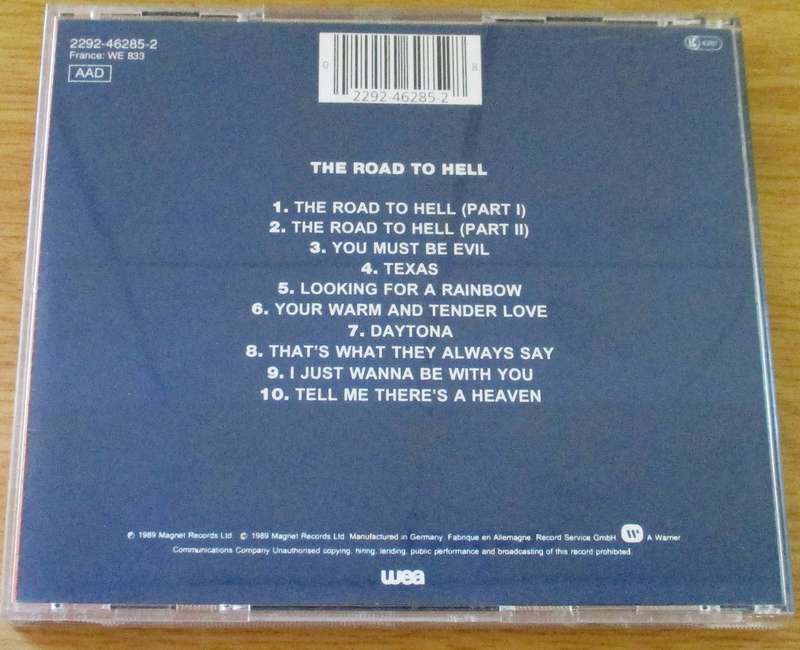 2292-46285-2
France: WE 833
AAD
2292-46285-2
THE ROAD TO HELL
1. THE ROAD TO HELL (PART I)
2. THE ROAD TO HELL (PART II)
3. YOU MUST BE EVIL
4. TEXAS
5. LOOKING FOR A RAINBOW
6. YOUR WARM AND TENDER LOVE
7. DAYTONA
8. THAT'S WHAT THEY ALWAYS SAY
9. I JUST WANNA BE WITH YOU
10. TELL ME THERE'S A HEAVEN
℗ 1989 Magnet Records Ltd. © 1989 Magnet Records Ltd. Manufactured in Germany. Fabriqué en Allemagne. Record Service GmbH A Warner
Communications Company Unauthorised copying, hiring, lending, public performance and broadcasting of this record prohibited.
wea